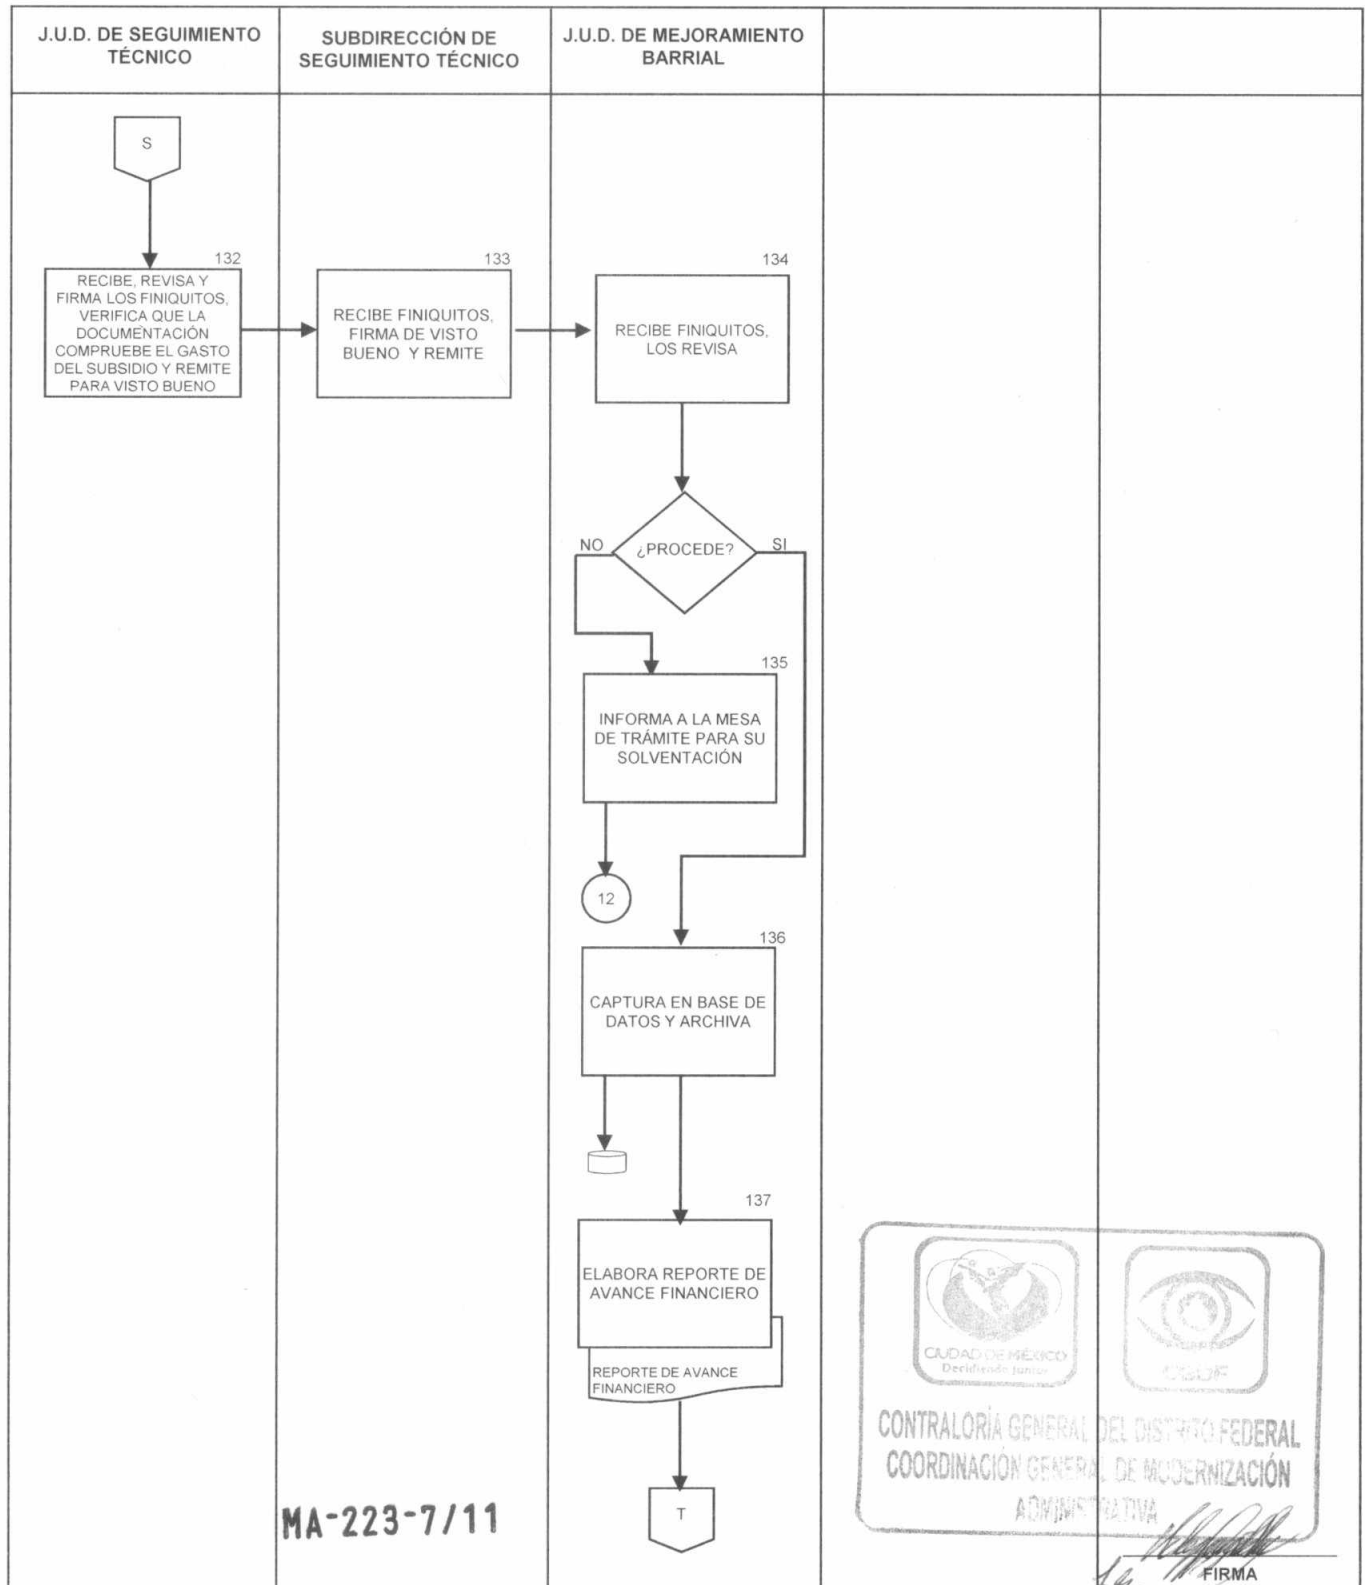 J.U.D. DE SEGUIMIENTO
TÉCNICO
SUBDIRECCIÓN DE
SEGUIMIENTO TÉCNICO
J.U.D. DE MEJORAMIENTO
BARRIAL
S
132
RECIBE, REVISA Y
FIRMA LOS FINIQUITOS,
VERIFICA QUE LA
DOCUMENTACIÓN
COMPRUEBE EL GASTO
DEL SUBSIDIO Y REMITE
PARA VISTO BUENO
133
RECIBE FINIQUITOS,
FIRMA DE VISTO
BUENO Y REMITE
134
RECIBE FINIQUITOS,
LOS REVISA
NO
¿PROCEDE?
SI
135
INFORMA A LA MESA
DE TRÁMITE PARA SU
SOLVENTACIÓN
12
136
CAPTURA EN BASE DE
DATOS Y ARCHIVA
137
ELABORA REPORTE DE
AVANCE FINANCIERO
REPORTE DE AVANCE
FINANCIERO
T
MA-223-7/11
CIUDAD DE MÉXICO
Decidiendo juntos
CGDF
CONTRALORÍA GENERAL DEL DISTRITO FEDERAL
COORDINACIÓN GENERAL DE MODERNIZACIÓN
ADMINISTRATIVA
FIRMA